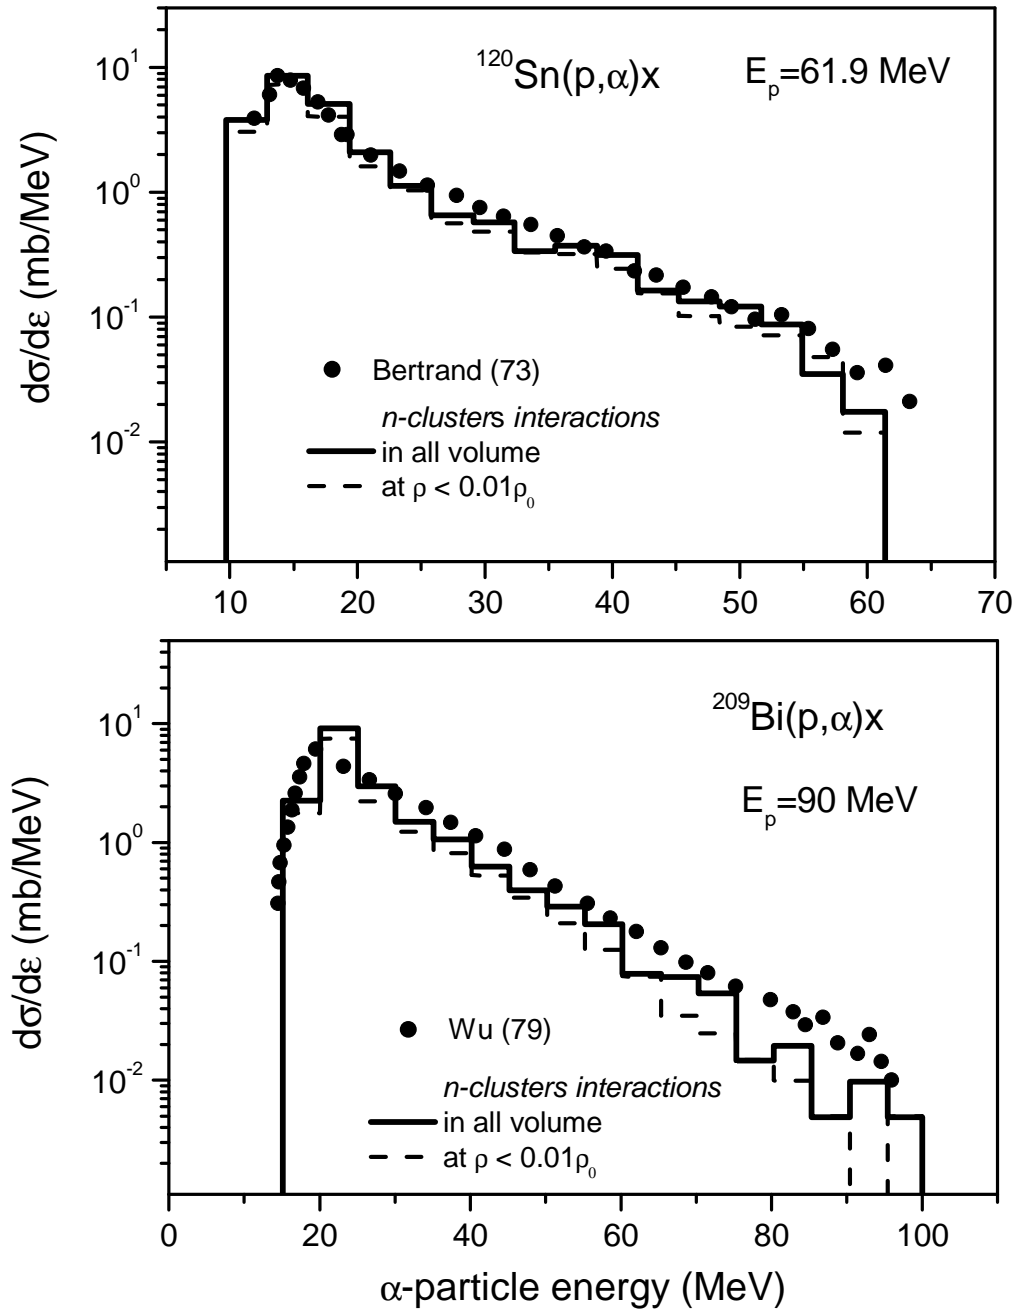 ¹²⁰Sn(p,α)x E_p=61.9 MeV
dσ/dε (mb/MeV)
10¹
10⁰
10⁻¹
10⁻²
Bertrand (73)
n-clusters interactions
in all volume
at ρ < 0.01ρ₀
10 20 30 40 50 60 70
²⁰⁹Bi(p,α)x
E_p=90 MeV
dσ/dε (mb/MeV)
10¹
10⁰
10⁻¹
10⁻²
Wu (79)
n-clusters interactions
in all volume
at ρ < 0.01ρ₀
0 20 40 60 80 100
α-particle energy (MeV)